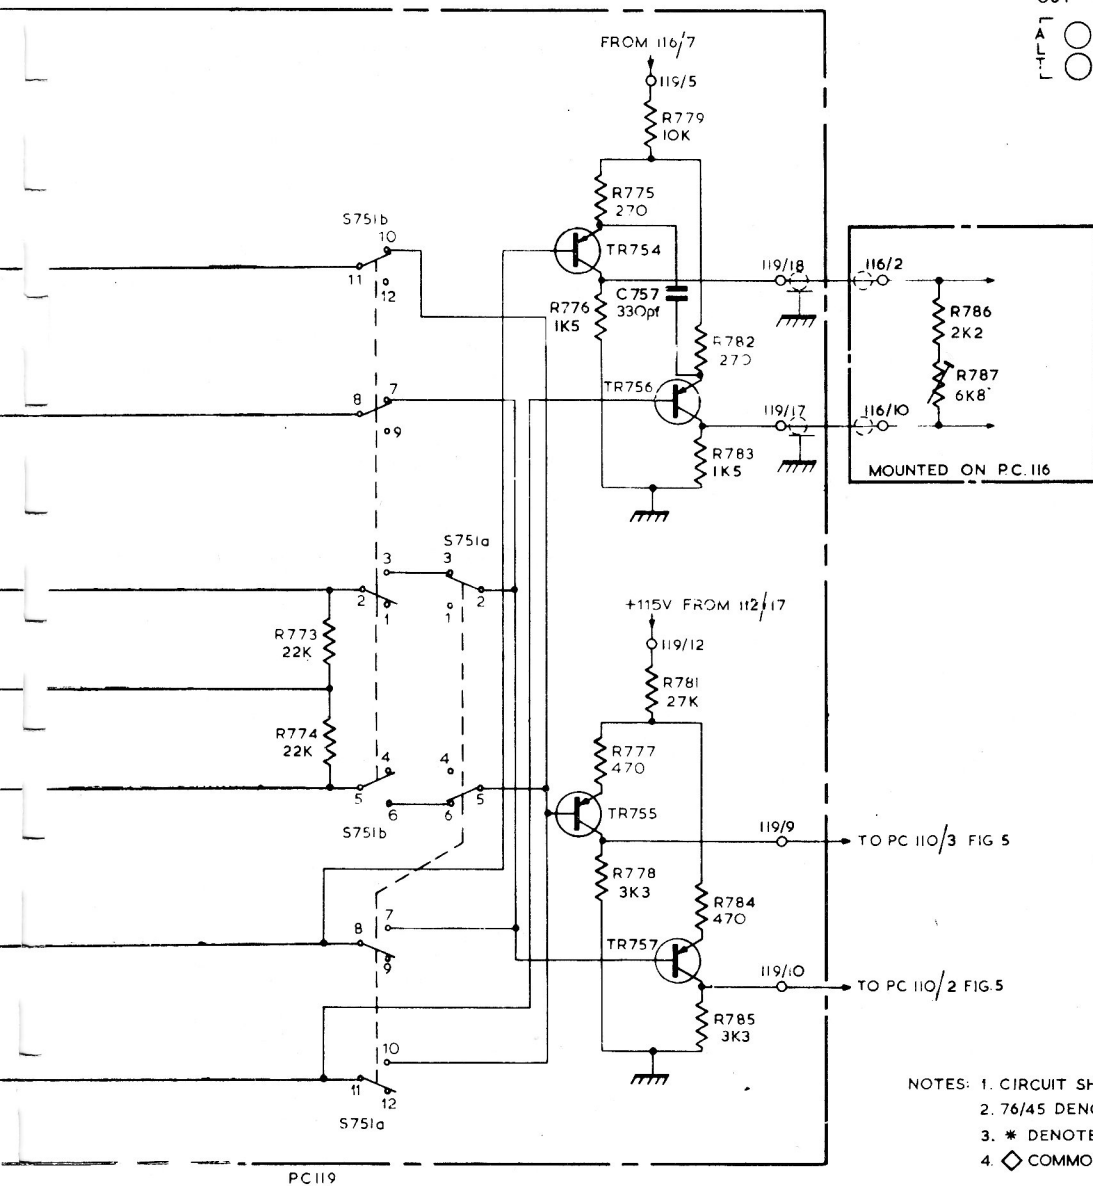 OUT
ALT
FROM 116/7
119/5
R779
10K
R775
270
S751b
10
11
12
TR754
119/18
116/2
R776
1K5
C757
330pf
R786
2K2
R782
270
R787
6K8
TR756
7
8
9
119/17
116/10
R783
1K5
MOUNTED ON P.C. 116
S751a
3
3
2
1
1
2
+115V FROM 112/17
119/12
R773
22K
R781
27K
R774
22K
R777
470
4
4
5
6
6
5
S751b
TR755
119/9
TO PC 110/3 FIG 5
R778
3K3
R784
470
7
8
9
TR757
119/10
TO PC 110/2 FIG.5
R785
3K3
10
11
12
S751a
NOTES: 1. CIRCUIT
2. 76/45
3. * 
4. ◇
PC119